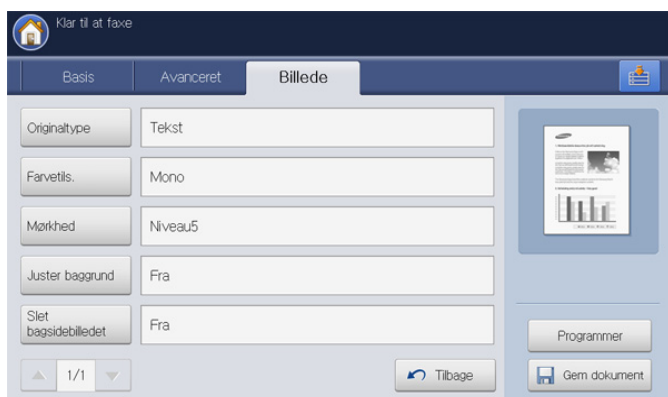 Klar til at faxe
Basis
Avanceret
Billede
Originaltype
Tekst
Farvetils.
Mono
Mørkhed
Niveau5
Juster baggrund
Fra
Slet
bagsidebilledet
Fra
Programmer
1/1
Tilbage
Gem dokument